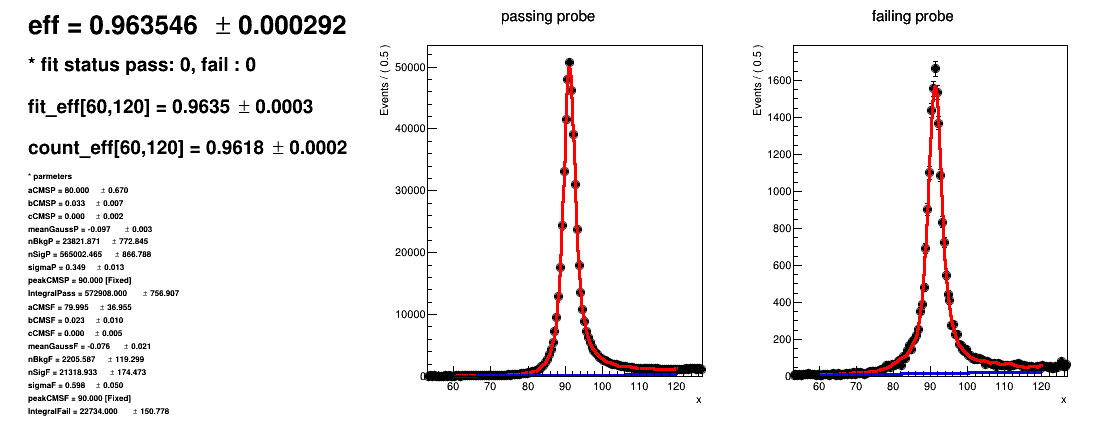 eff = 0.963546 ± 0.000292
* fit status pass: 0, fail : 0
fit_eff[60,120] = 0.9635 ± 0.0003
count_eff[60,120] = 0.9618 ± 0.0002
* parmeters
aCMSP = 80.000 ± 0.670
bCMSP = 0.033 ± 0.007
cCMSP = 0.000 ± 0.002
meanGaussP = -0.097 ± 0.003
nBkgP = 23821.871 ± 772.845
nSigP = 565002.465 ± 866.788
sigmaP = 0.349 ± 0.013
peakCMSP = 90.000 [Fixed]
IntegralPass = 572908.000 ± 756.907
aCMSF = 79.995 ± 36.955
bCMSF = 0.023 ± 0.010
cCMSF = 0.000 ± 0.005
meanGaussF = -0.076 ± 0.021
nBkgF = 2205.587 ± 119.299
nSigF = 21318.933 ± 174.473
sigmaF = 0.598 ± 0.050
peakCMSF = 90.000 [Fixed]
IntegralFail = 22734.000 ± 150.778
passing probe
Events / ( 0.5 )
50000
40000
30000
20000
10000
0
60 70 80 90 100 110 120
x
failing probe
Events / ( 0.5 )
1600
1400
1200
1000
800
600
400
200
0
60 70 80 90 100 110 120
x